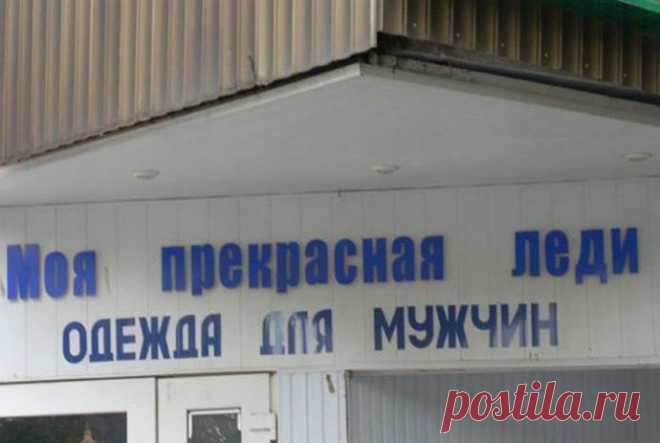 Моя прекрасная леди
ОДЕЖДА ДЛЯ МУЖЧИН
postila.ru